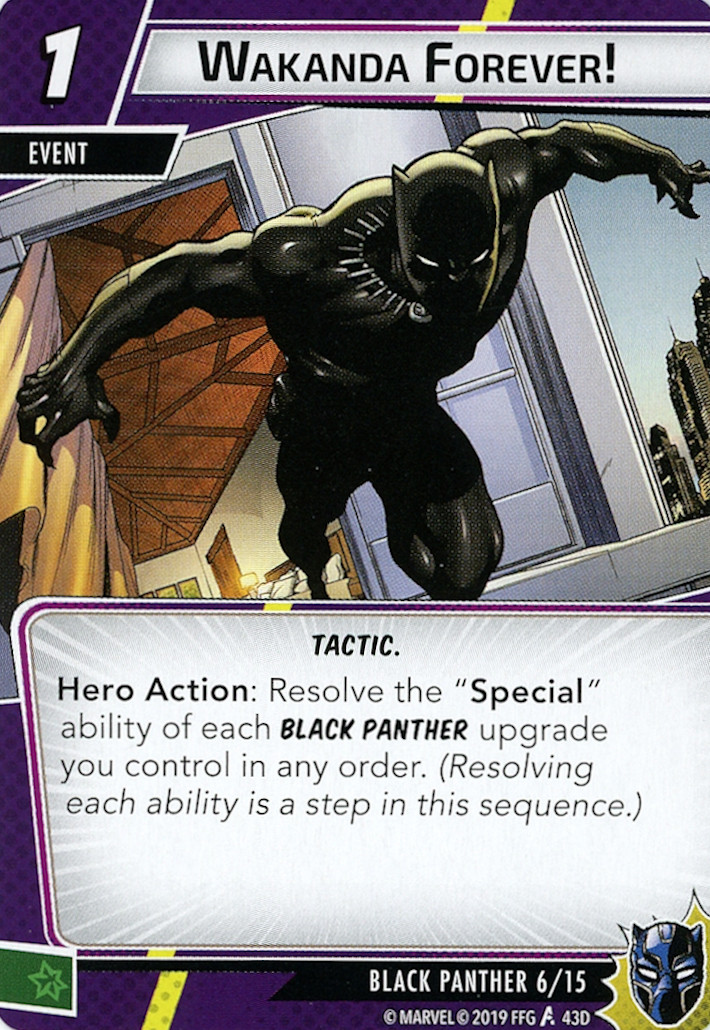 1
WAKANDA FOREVER!
EVENT
TACTIC.
Hero Action: Resolve the "Special"
ability of each BLACK PANTHER upgrade
you control in any order. (Resolving
each ability is a step in this sequence.)
BLACK PANTHER 6/15
© MARVEL © 2019 FFG A 43D